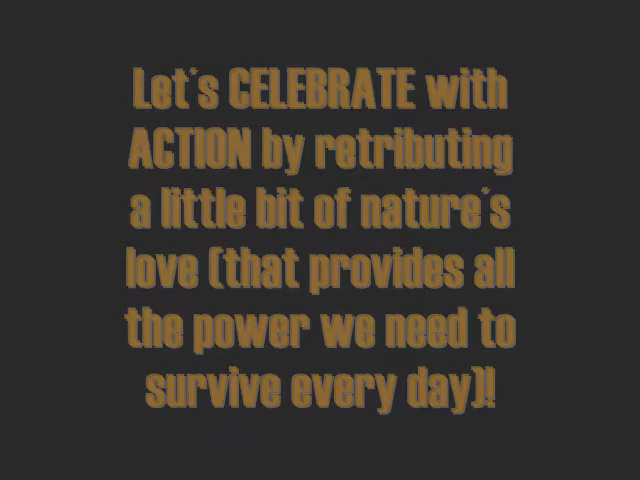 Let's CELEBRATE with
ACTION by retributing
a little bit of nature's
love (that provides all
the power we need to
survive every day)!